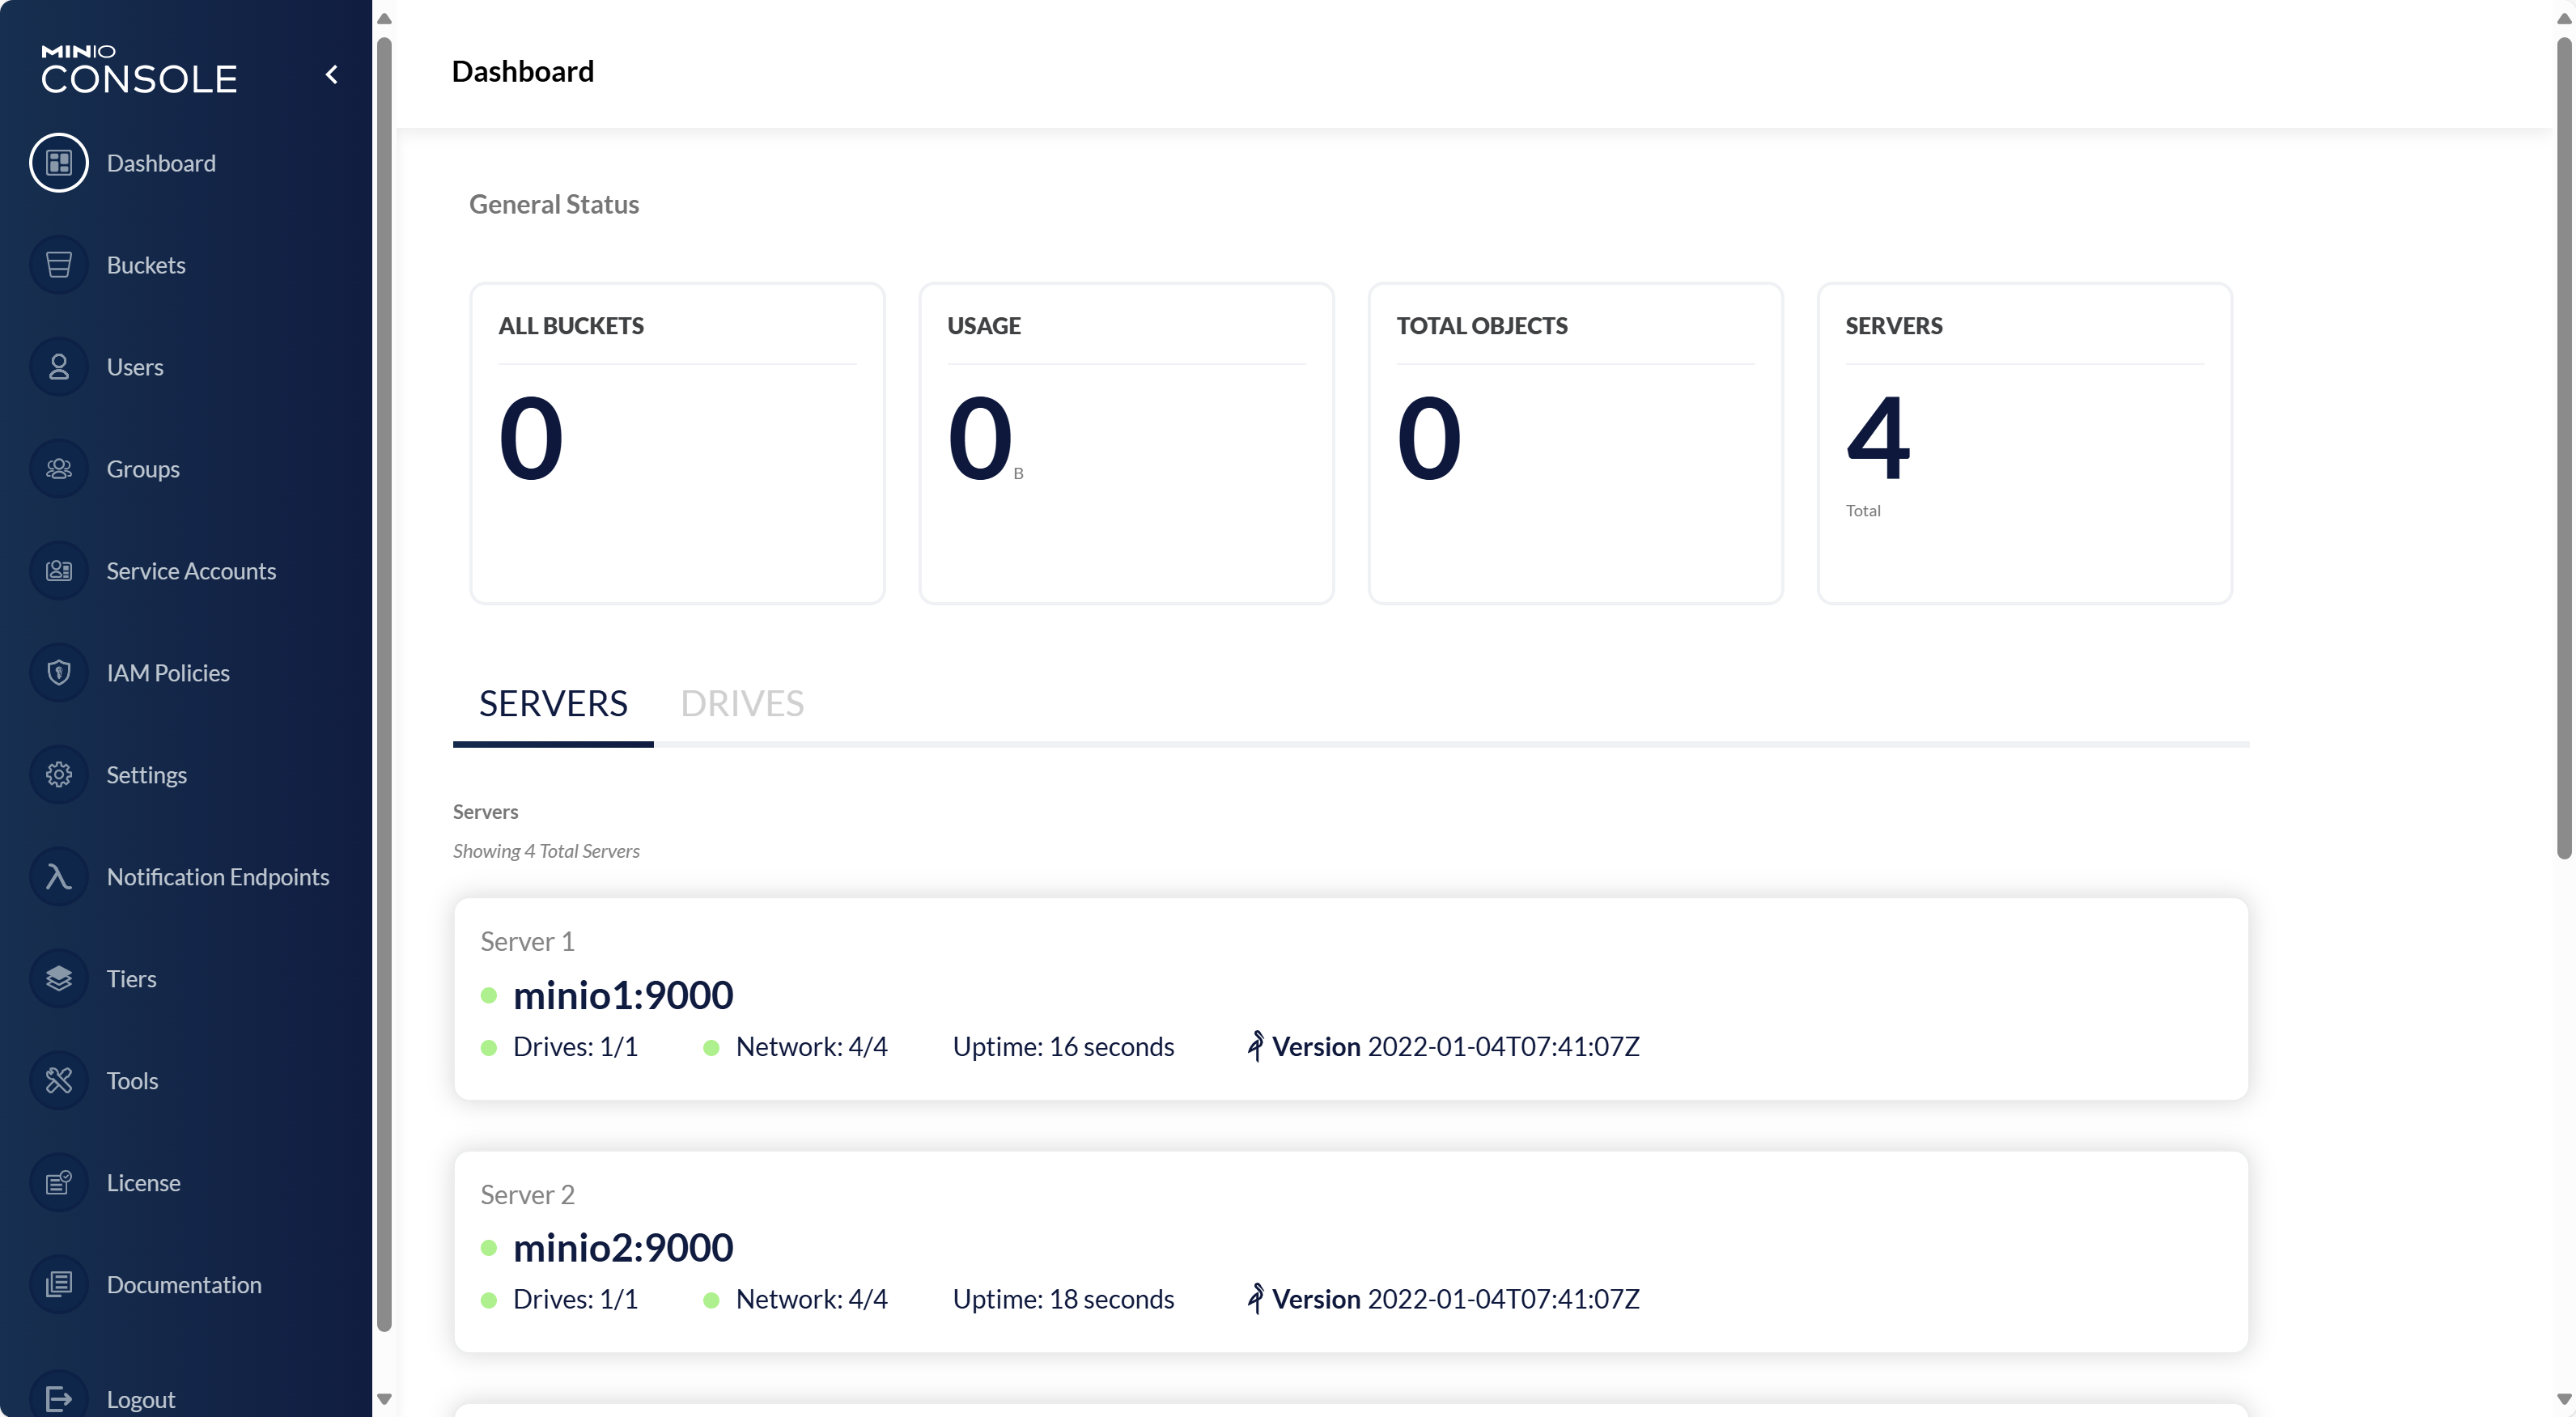 MINIO
CONSOLE
Dashboard
Buckets
Users
Groups
Service Accounts
IAM Policies
Settings
Notification Endpoints
Tiers
Tools
License
Documentation
Logout
Dashboard
General Status
ALL BUCKETS
0
USAGE
0 B
TOTAL OBJECTS
0
SERVERS
4
Total
SERVERS DRIVES
Servers
Showing 4 Total Servers
Server 1
minio1:9000
Drives: 1/1 Network: 4/4 Uptime: 16 seconds Version 2022-01-04T07:41:07Z
Server 2
minio2:9000
Drives: 1/1 Network: 4/4 Uptime: 18 seconds Version 2022-01-04T07:41:07Z